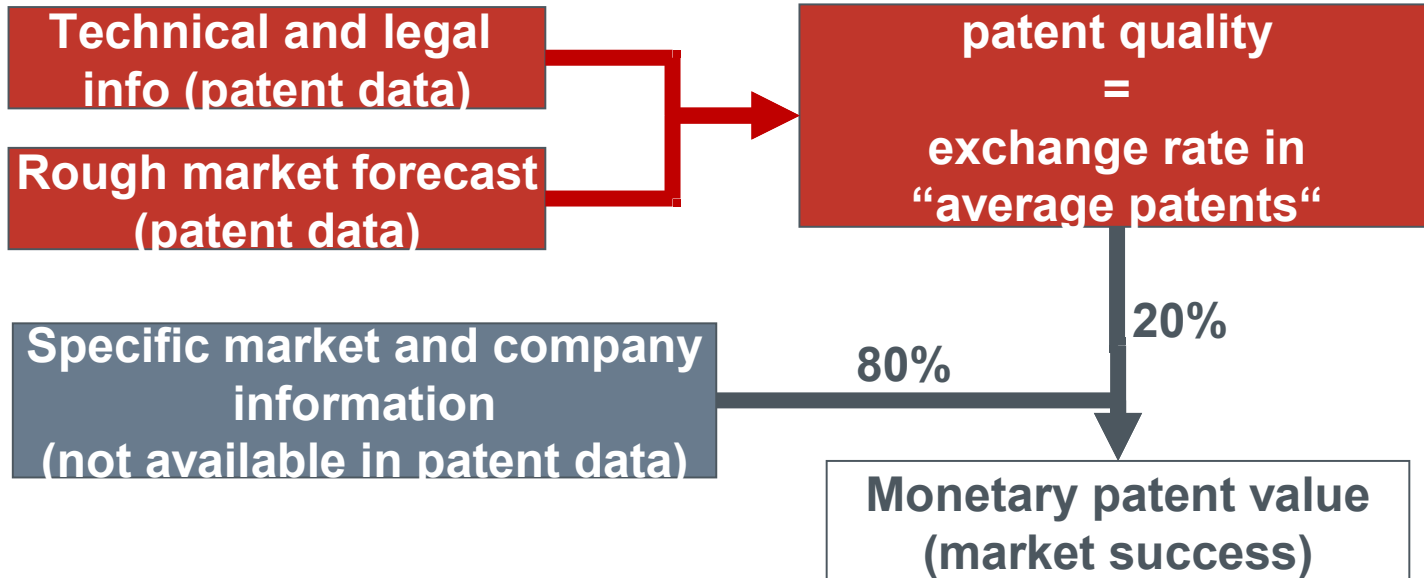 Technical and legal
info (patent data)
Rough market forecast
(patent data)
patent quality
=
exchange rate in
“average patents“
20%
80%
Specific market and company
information
(not available in patent data)
Monetary patent value
(market success)